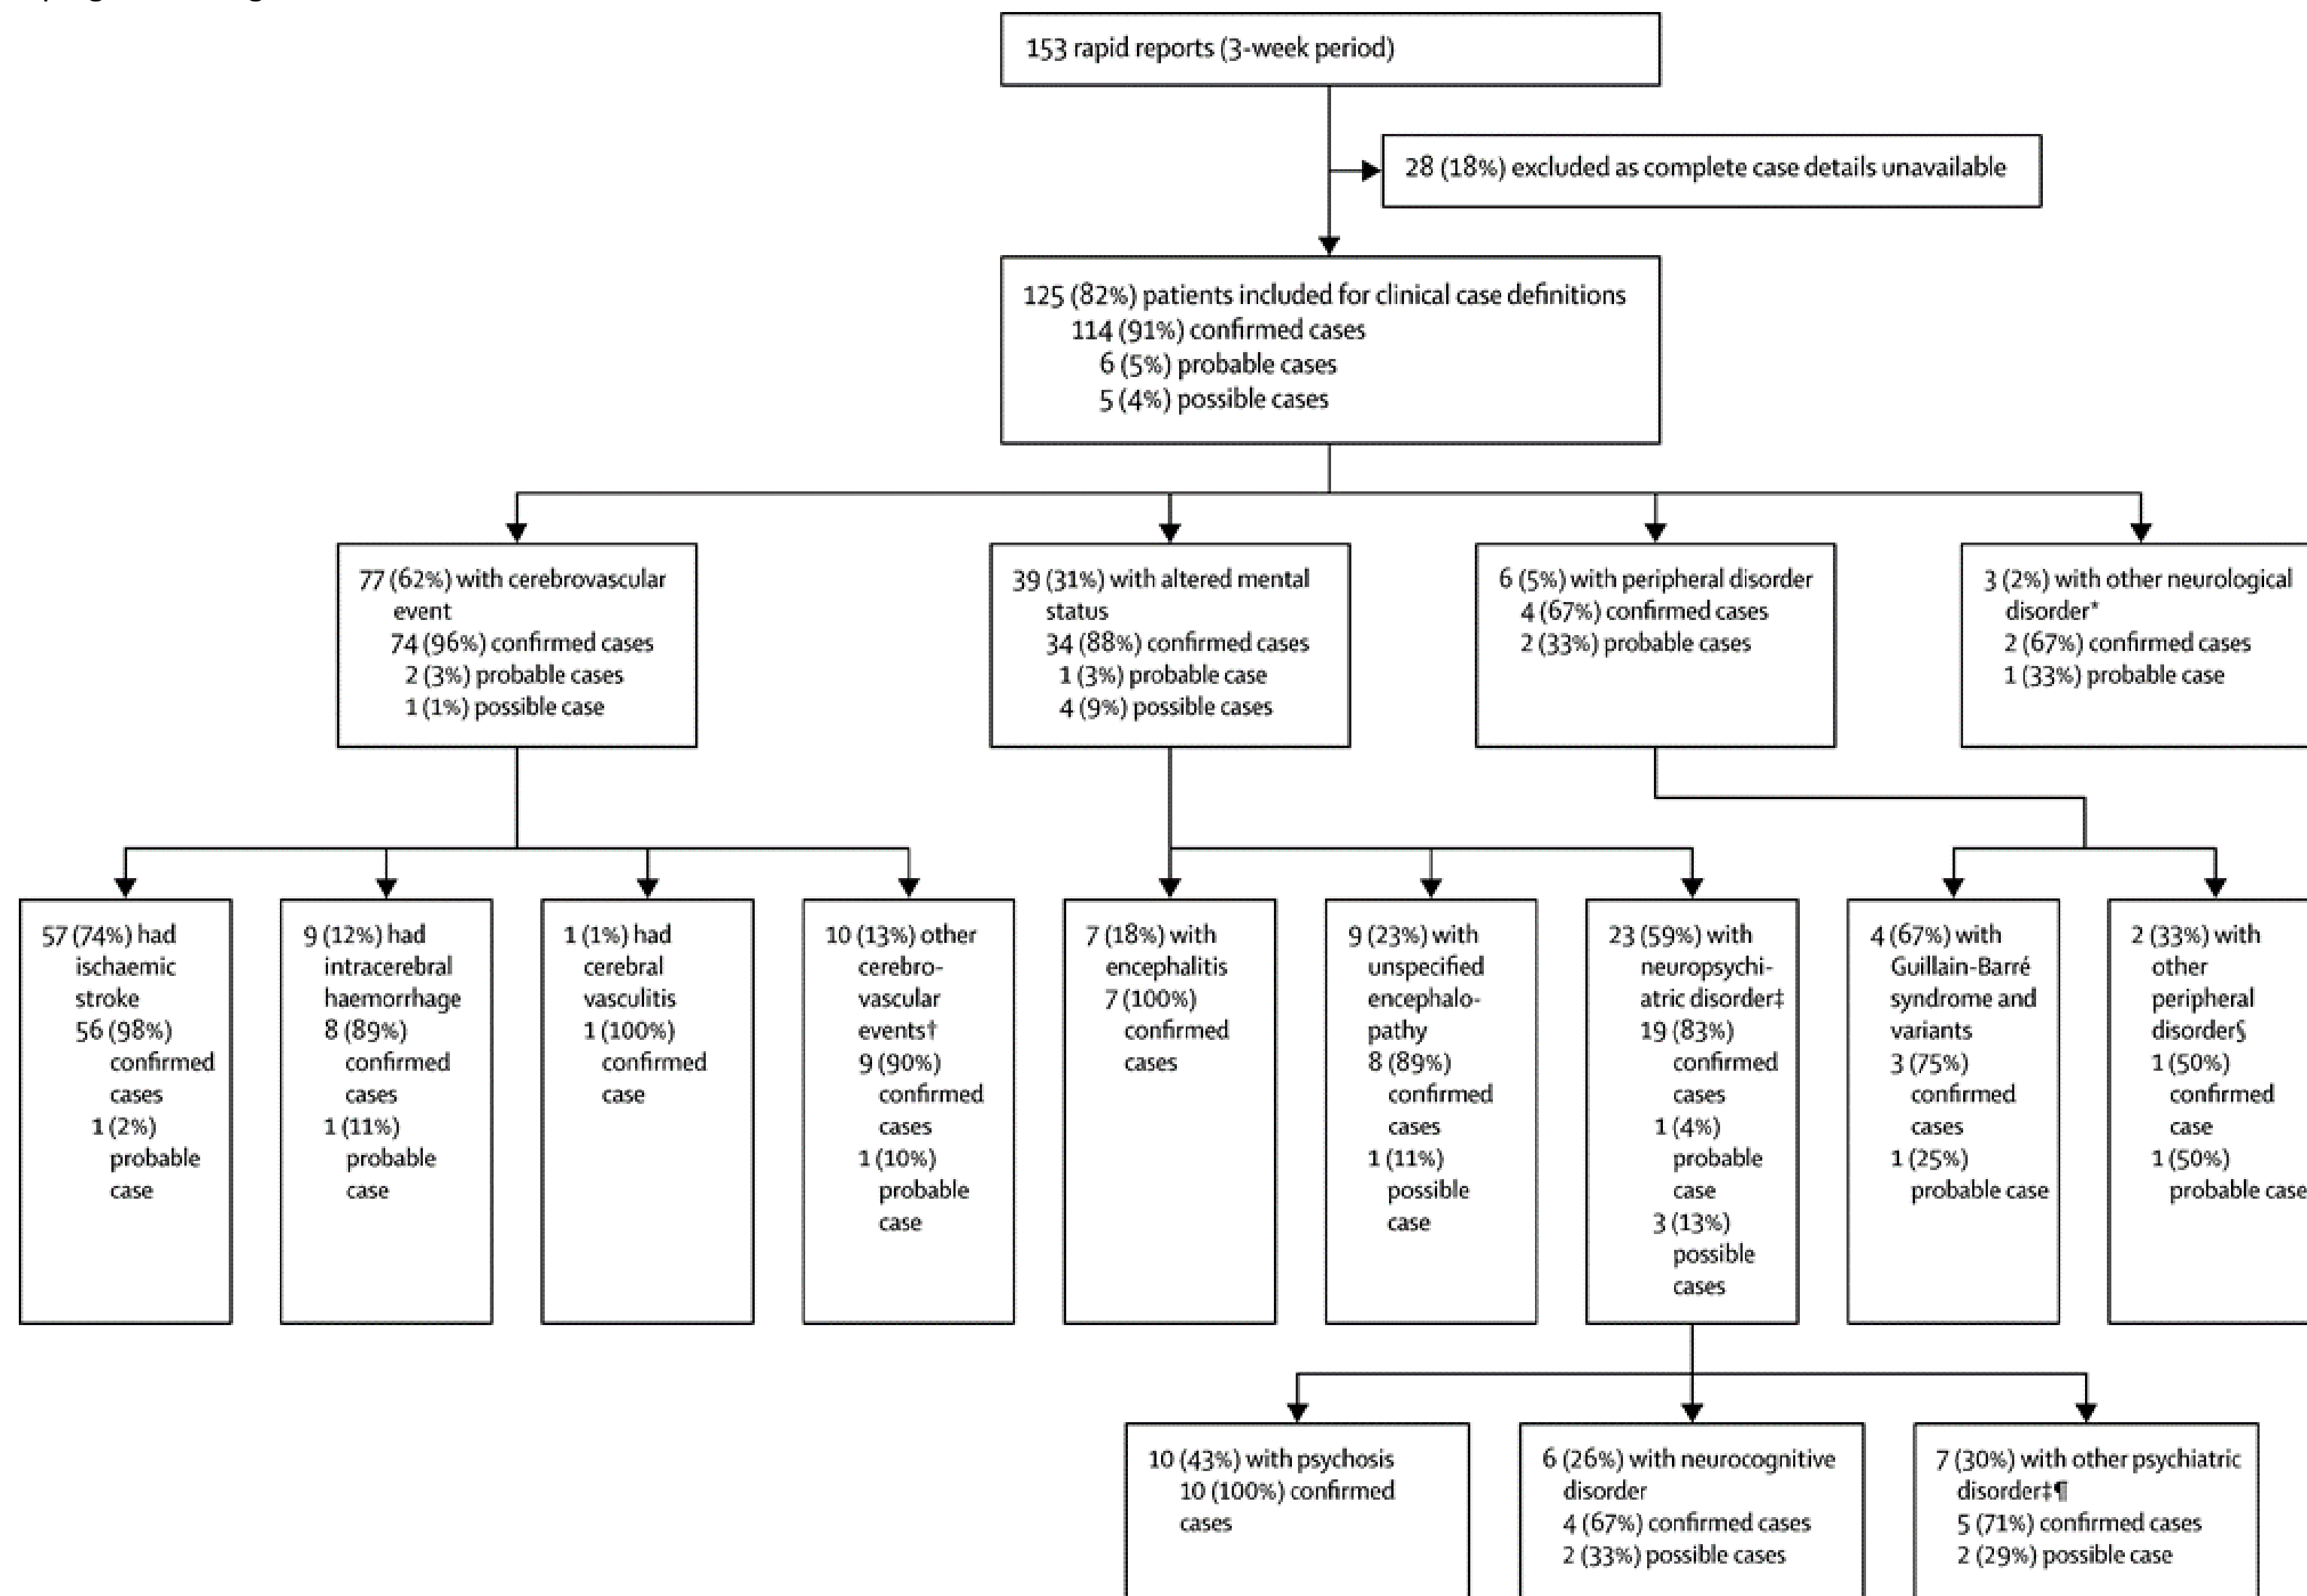 153 rapid reports (3-week period)
28 (18%) excluded as complete case details unavailable
125 (82%) patients included for clinical case definitions
114 (91%) confirmed cases
6 (5%) probable cases
5 (4%) possible cases
77 (62%) with cerebrovascular
event
74 (96%) confirmed cases
2 (3%) probable cases
1 (1%) possible case
39 (31%) with altered mental
status
34 (88%) confirmed cases
1 (3%) probable case
4 (9%) possible cases
6 (5%) with peripheral disorder
4 (67%) confirmed cases
2 (33%) probable cases
3 (2%) with other neurological
disorder*
2 (67%) confirmed cases
1 (33%) probable case
57 (74%) had
ischaemic
stroke
56 (98%)
confirmed
cases
1 (2%)
probable
case
9 (12%) had
intracerebral
haemorrhage
8 (89%)
confirmed
cases
1 (11%)
probable
case
1 (1%) had
cerebral
vasculitis
1 (100%)
confirmed
case
10 (13%) other
cerebro-
vascular
events†
9 (90%)
confirmed
cases
1 (10%)
probable
case
7 (18%) with
encephalitis
7 (100%)
confirmed
cases
9 (23%) with
unspecified
encephalo-
pathy
8 (89%)
confirmed
cases
1 (11%)
possible
case
23 (59%) with
neuropsychi-
atric disorder‡
19 (83%)
confirmed
cases
1 (4%)
probable
case
3 (13%)
possible
cases
4 (67%) with
Guillain-Barré
syndrome and
variants
3 (75%)
confirmed
cases
1 (25%)
probable case
2 (33%) with
other
peripheral
disorder§
1 (50%)
confirmed
case
1 (50%)
probable case
10 (43%) with psychosis
10 (100%) confirmed
cases
6 (26%) with neurocognitive
disorder
4 (67%) confirmed cases
2 (33%) possible cases
7 (30%) with other psychiatric
disorder‡¶
5 (71%) confirmed cases
2 (29%) possible case